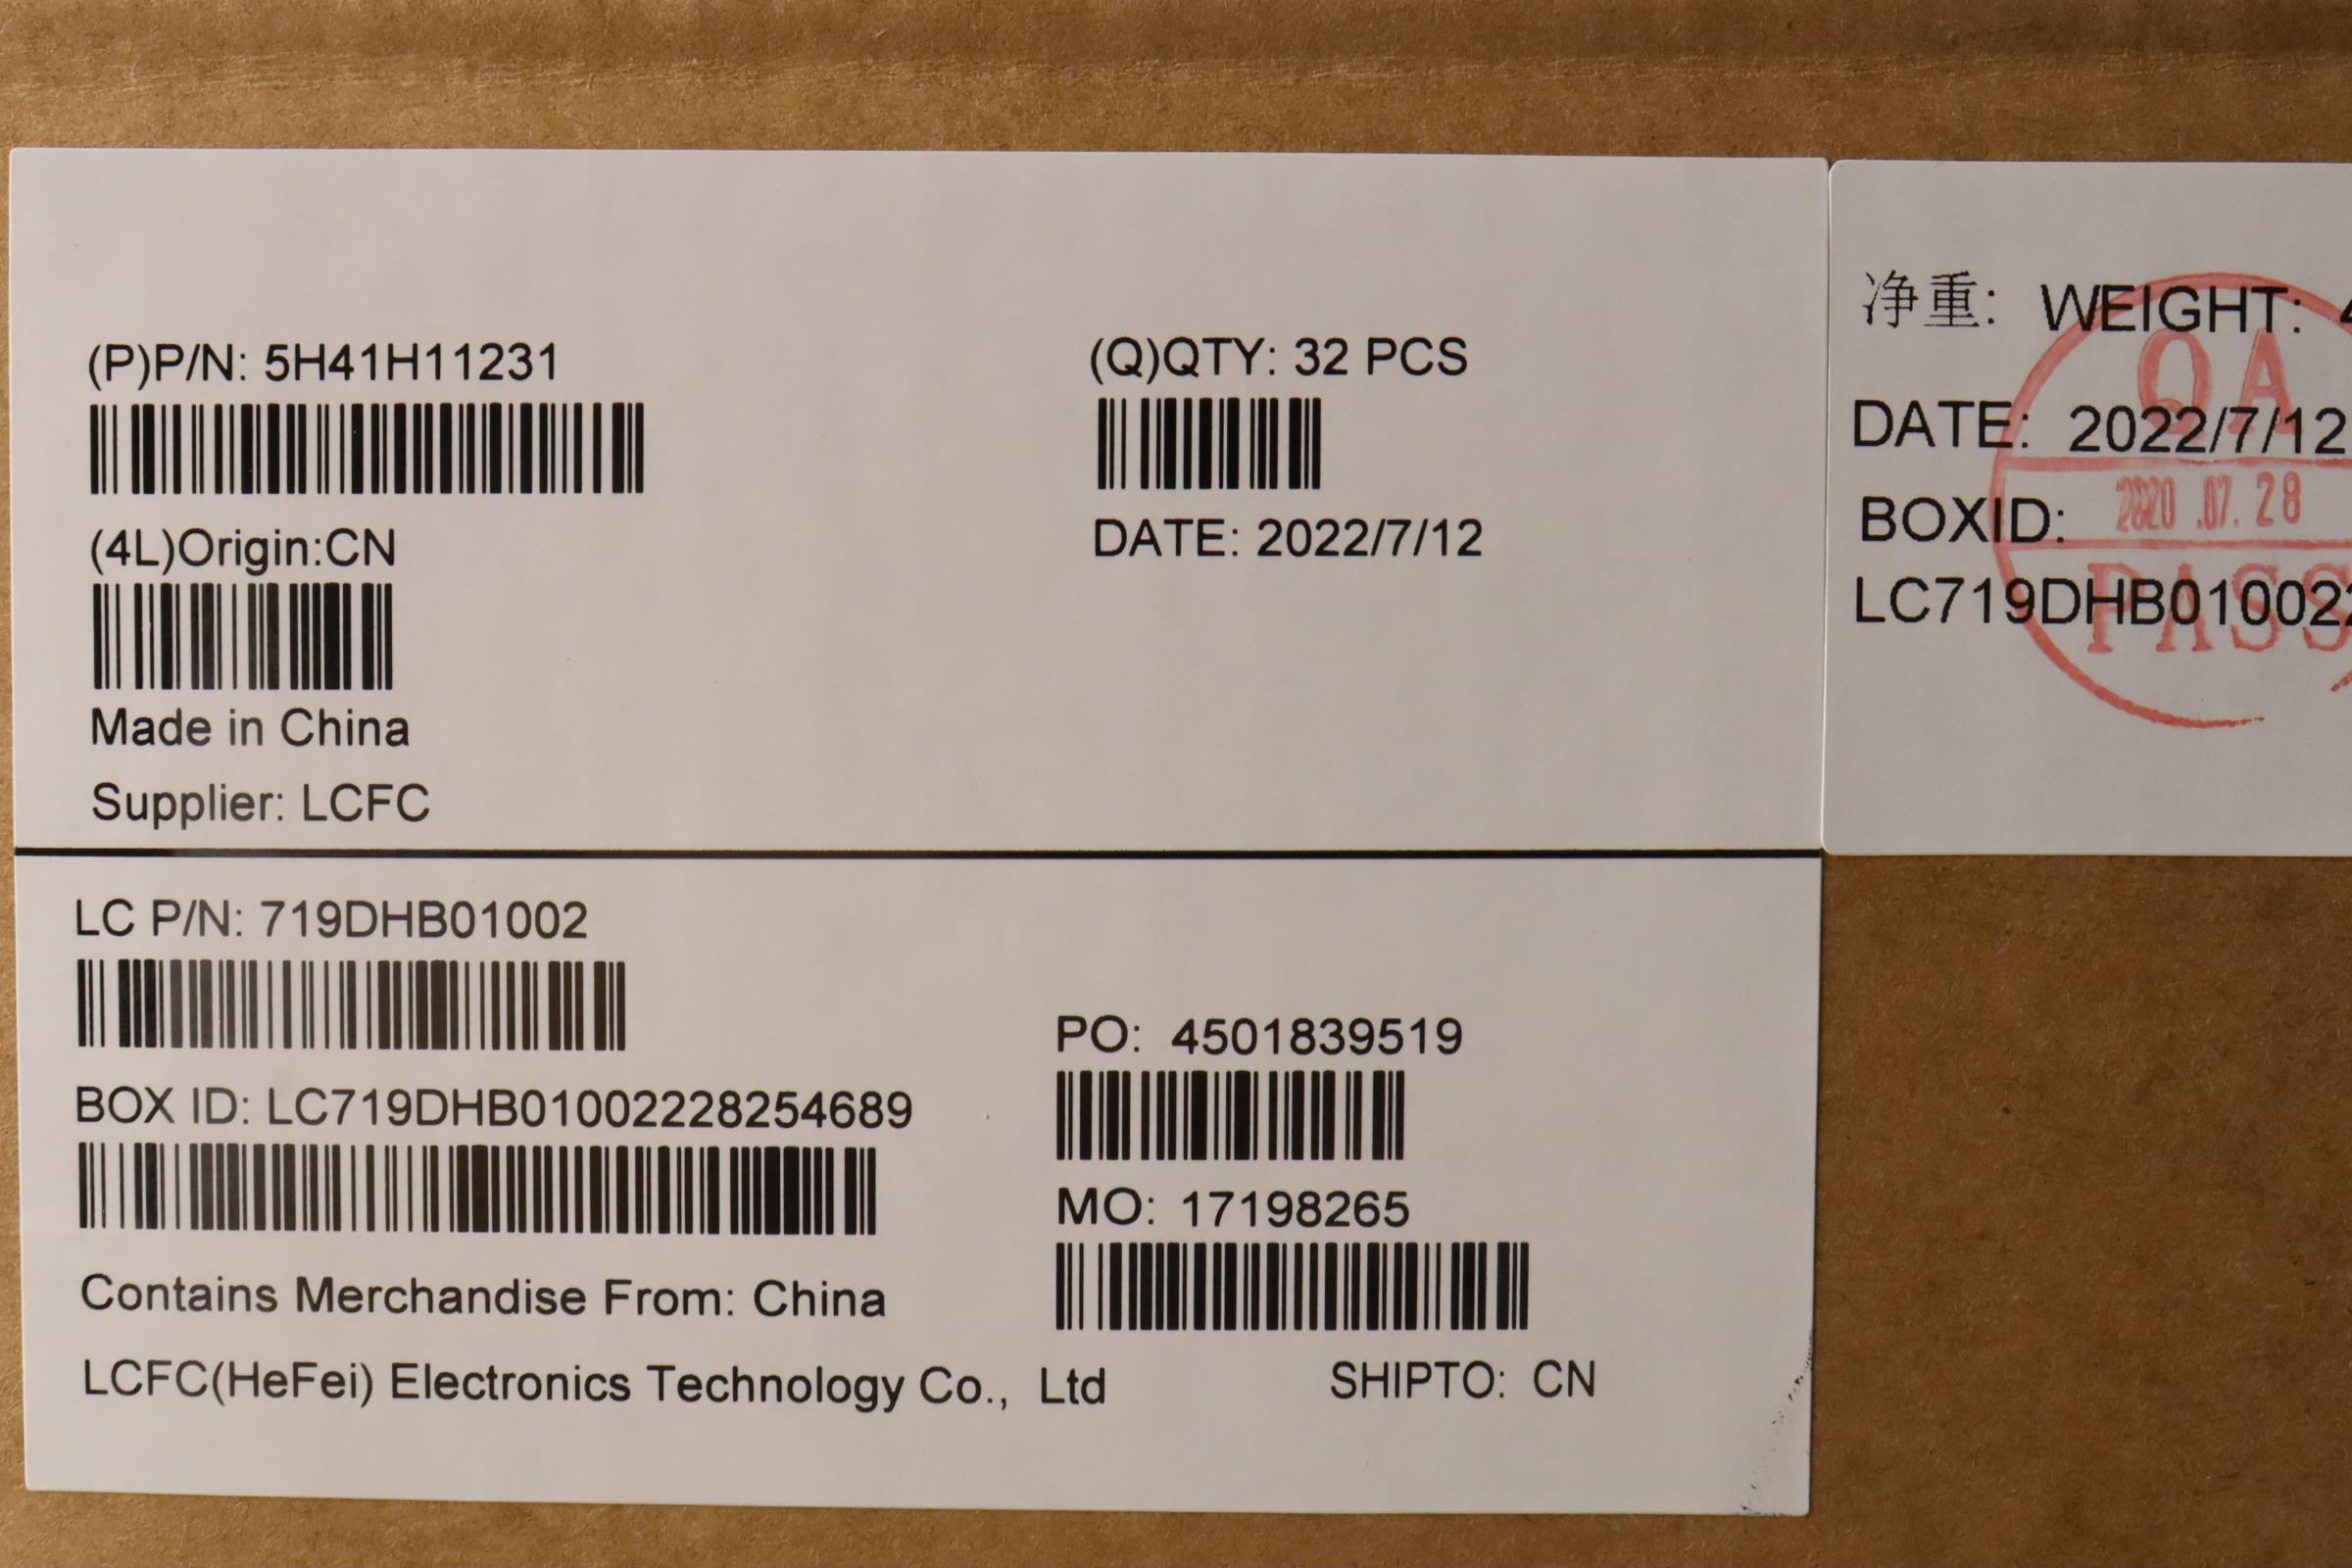 (P)P/N: 5H41H11231
(4L)Origin:CN
Made in China
Supplier: LCFC
(Q)QTY: 32 PCS
DATE: 2022/7/12
LC P/N: 719DHB01002
BOX ID: LC719DHB01002228254689
Contains Merchandise From: China
LCFC(HeFei) Electronics Technology Co., Ltd
PO: 4501839519
MO: 17198265
SHIPTO: CN
净重: WEIGHT:
DATE: 2022/7/12
BOXID:
LC719DHB01002
QA
2020.07.28
PASS